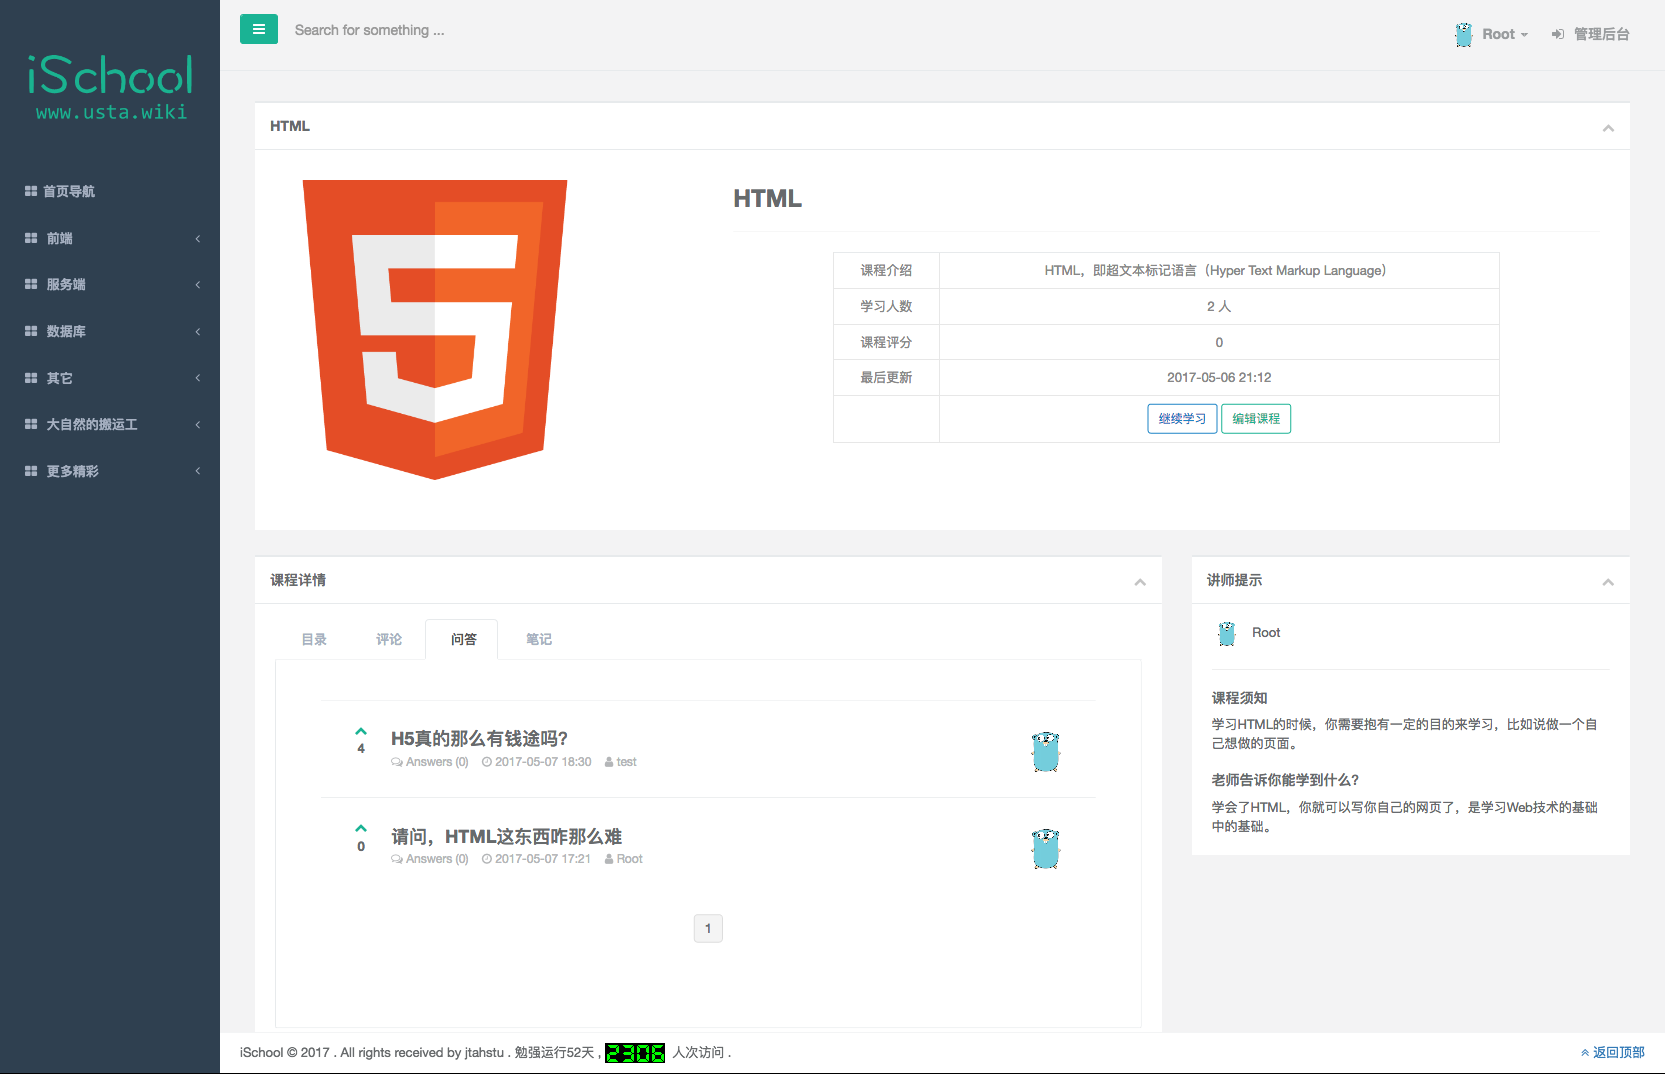 iSchool
www.usta.wiki
首页导航
前端
服务端
数据库
其它
大自然的搬运工
更多精彩
Search for something ...
Root
管理后台
HTML
HTML
课程介绍 HTML，即超文本标记语言（Hyper Text Markup Language）
学习人数 2 人
课程评分 0
最后更新 2017-05-06 21:12
继续学习 编辑课程
课程详情
目录 评论 问答 笔记
4
H5真的那么有钱途吗？
Answers (0) 2017-05-07 18:30 test
0
请问，HTML这东西咋那么难
Answers (0) 2017-05-07 17:21 Root
1
讲师提示
Root
课程须知
学习HTML的时候，你需要抱有一定的目的来学习，比如说做一个自
己想做的页面。
老师告诉你能学到什么？
学会了HTML，你就可以写你自己的网页了，是学习Web技术的基础
中的基础。
iSchool © 2017 . All rights received by jtahstu . 勉强运行52天 , 2306 人次访问 .
返回顶部